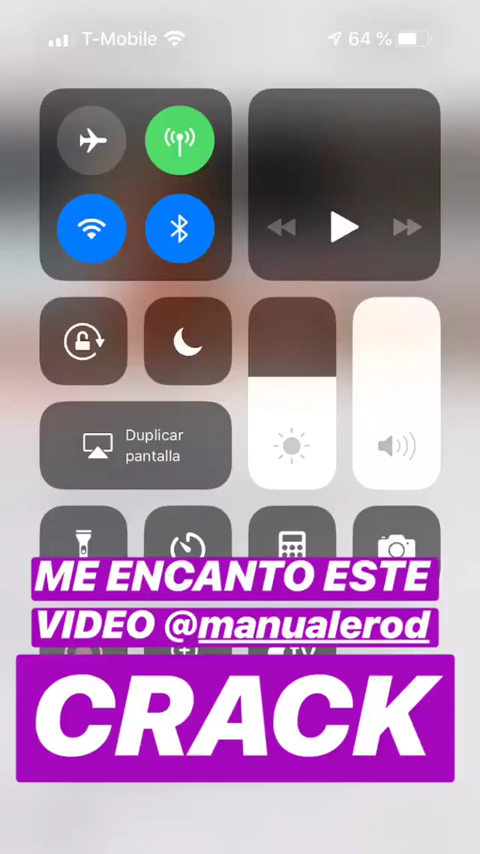 T-Mobile 64 %
Duplicar
pantalla
ME ENCANTO ESTE
VIDEO @manualerod
CRACK